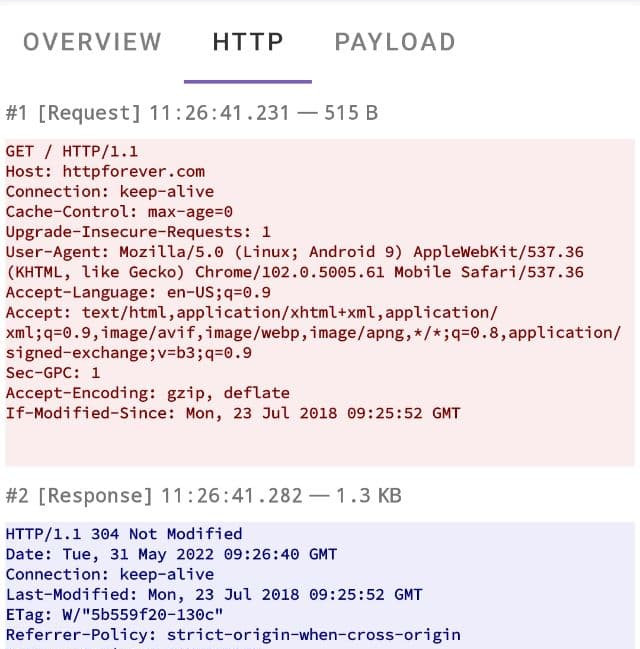 OVERVIEW HTTP PAYLOAD
#1 [Request] 11:26:41.231 — 515 B
GET / HTTP/1.1
Host: httpforever.com
Connection: keep-alive
Cache-Control: max-age=0
Upgrade-Insecure-Requests: 1
User-Agent: Mozilla/5.0 (Linux; Android 9) AppleWebKit/537.36
(KHTML, like Gecko) Chrome/102.0.5005.61 Mobile Safari/537.36
Accept-Language: en-US;q=0.9
Accept: text/html,application/xhtml+xml,application/
xml;q=0.9,image/avif,image/webp,image/apng,*/*;q=0.8,application/
signed-exchange;v=b3;q=0.9
Sec-GPC: 1
Accept-Encoding: gzip, deflate
If-Modified-Since: Mon, 23 Jul 2018 09:25:52 GMT
#2 [Response] 11:26:41.282 — 1.3 KB
HTTP/1.1 304 Not Modified
Date: Tue, 31 May 2022 09:26:40 GMT
Connection: keep-alive
Last-Modified: Mon, 23 Jul 2018 09:25:52 GMT
ETag: W/"5b559f20-130c"
Referrer-Policy: strict-origin-when-cross-origin